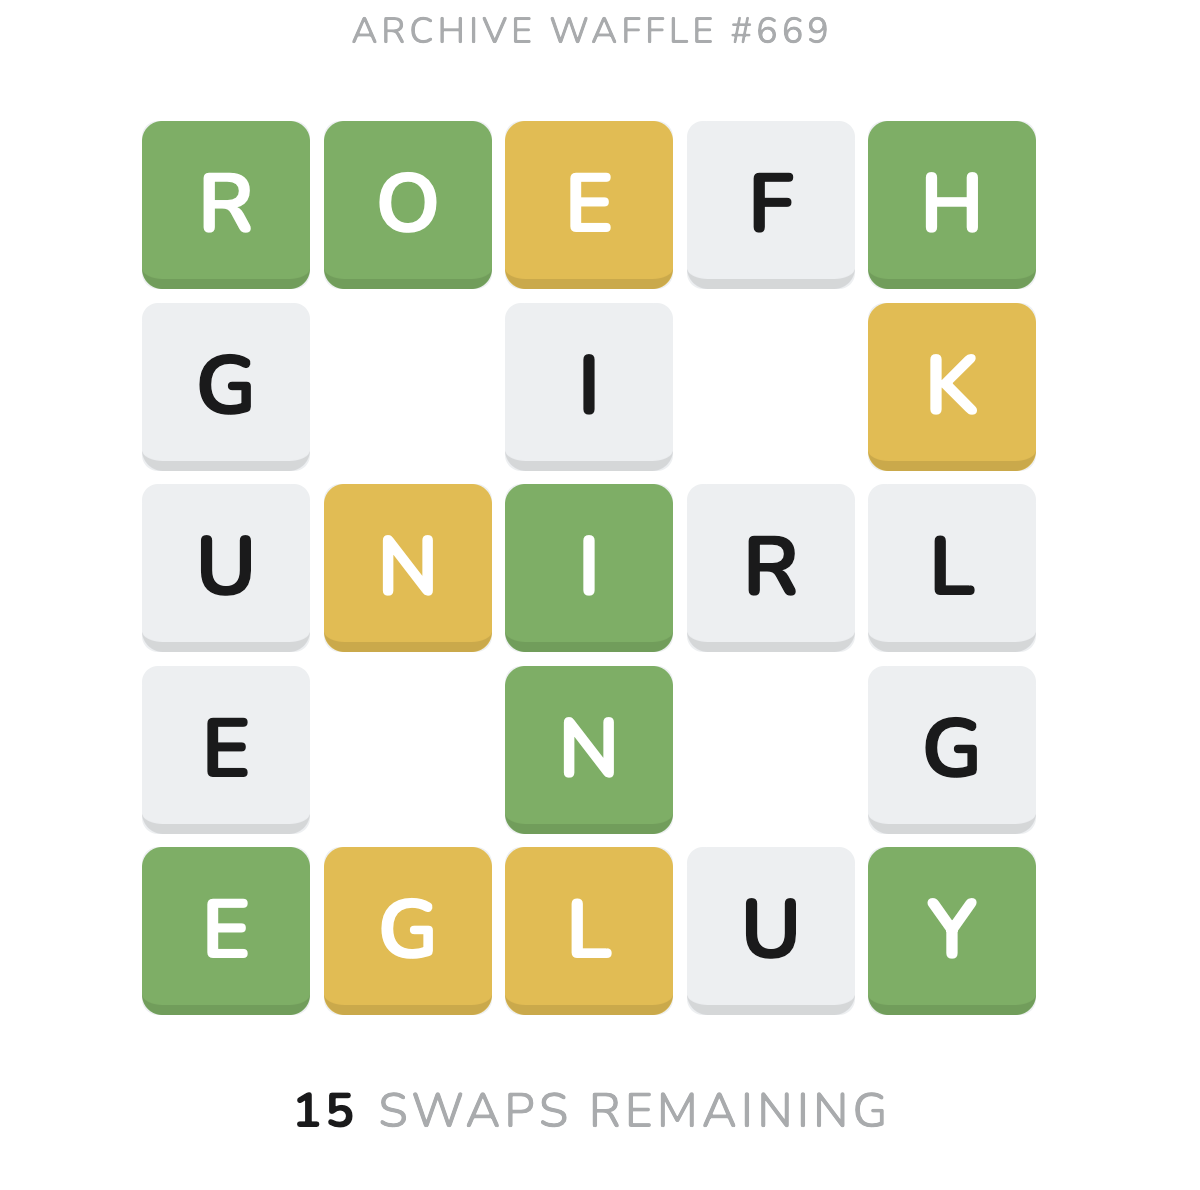 ARCHIVE WAFFLE #669
R O E F H
G I K
U N I R L
E N G
E G L U Y
15 SWAPS REMAINING